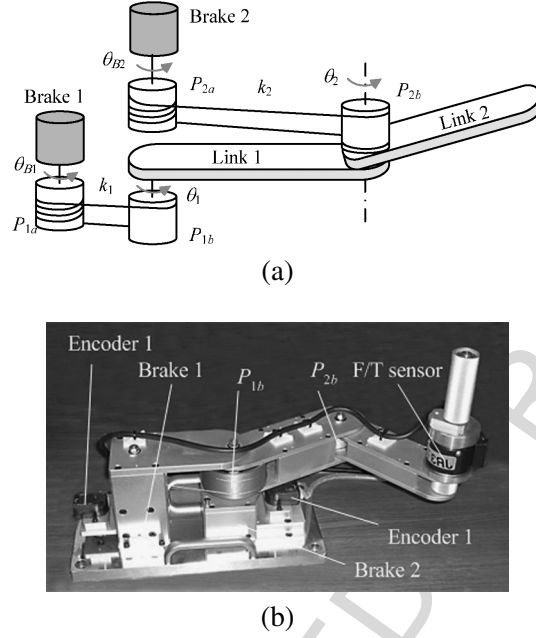 Brake 2
θB2
P2a
k2
θ2
P2b
Brake 1
Link 2
Link 1
θB1
k1
θ1
P1a
P1b
(a)
Encoder 1
Brake 1
P1b
P2b
F/T sensor
Encoder 1
Brake 2
(b)